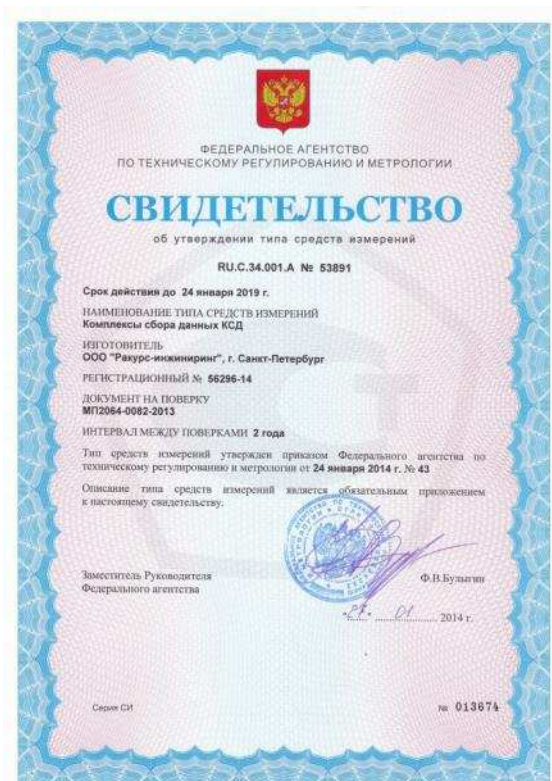 ФЕДЕРАЛЬНОЕ АГЕНТСТВО
ПО ТЕХНИЧЕСКОМУ РЕГУЛИРОВАНИЮ И МЕТРОЛОГИИ
СВИДЕТЕЛЬСТВО
об утверждении типа средств измерений
RU.C.34.001.A № 53891
Срок действия до 24 января 2019 г.
НАИМЕНОВАНИЕ ТИПА СРЕДСТВ ИЗМЕРЕНИЙ
Комплексы сбора данных КСД
ИЗГОТОВИТЕЛЬ
ООО "Ракурс-инжиниринг", г. Санкт-Петербург
РЕГИСТРАЦИОННЫЙ № 56296-14
ДОКУМЕНТ НА ПОВЕРКУ
МП2064-0082-2013
ИНТЕРВАЛ МЕЖДУ ПОВЕРКАМИ 2 года
Тип средств измерений утвержден приказом Федерального агентства по
техническому регулированию и метрологии от 24 января 2014 г. № 43
Описание типа средств измерений является обязательным приложением
к настоящему свидетельству.
Заместитель Руководителя
Федерального агентства
Ф.В.Булыгин
01 2014 г.
Серия СИ
№ 013674